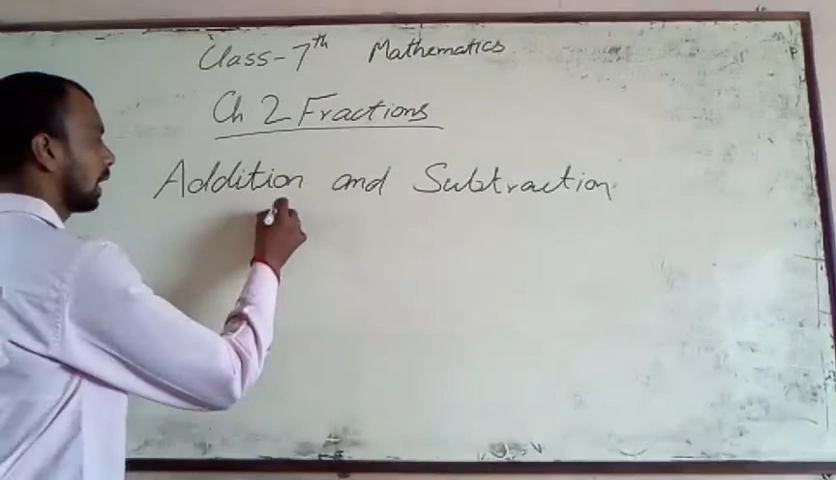 Class-7th Mathematics
Ch 2 Fractions
Addition and Subtraction